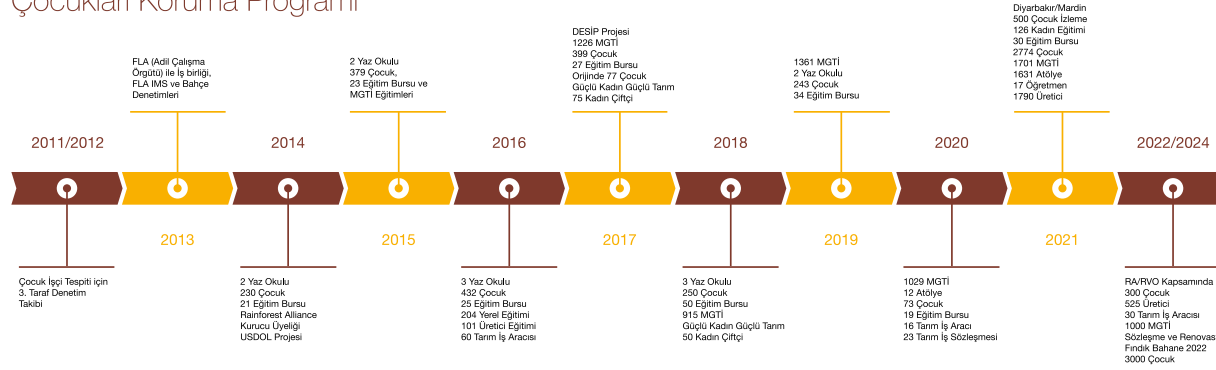 Çocukları Koruma Programı
FLA (Adil Çalışma
Örgütü) ile İş birliği,
FLA IMS ve Bahçe
Denetimleri
2 Yaz Okulu
379 Çocuk,
23 Eğitim Bursu ve
MGTİ Eğitimleri
DESİP Projesi
1226 MGTİ
399 Çocuk
27 Eğitim Bursu
Orijinde 77 Çocuk
Güçlü Kadın Güçlü Tarım
75 Kadın Çiftçi
1361 MGTİ
2 Yaz Okulu
243 Çocuk
34 Eğitim Bursu
Diyarbakır/Mardin
500 Çocuk İzleme
126 Kadın Eğitimi
30 Eğitim Bursu
2774 Çocuk
1701 MGTİ
1631 Atölye
17 Öğretmen
1790 Üretici
2011/2012
2014
2016
2018
2020
2022/2024
2013
2015
2017
2019
2021
Çocuk İşçi Tespiti için
3. Taraf Denetim
Takibi
2 Yaz Okulu
230 Çocuk
21 Eğitim Bursu
Rainforest Alliance
Kurucu Üyeliği
USDOL Projesi
3 Yaz Okulu
432 Çocuk
25 Eğitim Bursu
204 Yerel Eğitimi
101 Üretici Eğitimi
60 Tarım İş Aracısı
3 Yaz Okulu
250 Çocuk
50 Eğitim Bursu
915 MGTİ
Güçlü Kadın Güçlü Tarım
50 Kadın Çiftçi
1029 MGTİ
12 Atölye
73 Çocuk
19 Eğitim Bursu
16 Tarım İş Aracı
23 Tarım İş Sözleşmesi
RA/RVO Kapsamında
300 Çocuk
525 Üretici
30 Tarım İş Aracısı
1000 MGTİ
Sözleşme ve Renovas
Fındık Bahane 2022
3000 Çocuk